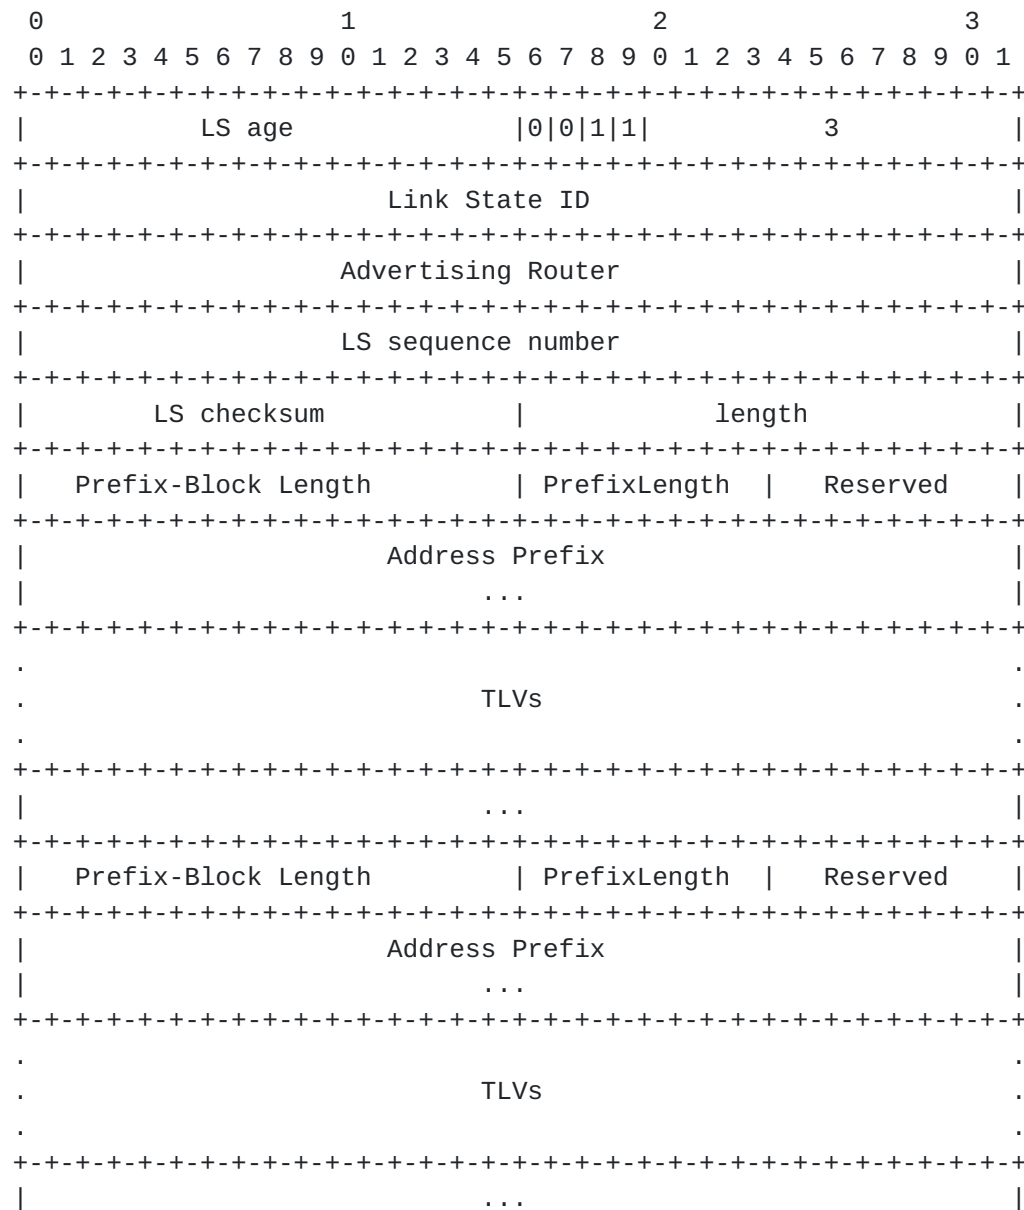 0                   1                   2                   3
 0 1 2 3 4 5 6 7 8 9 0 1 2 3 4 5 6 7 8 9 0 1 2 3 4 5 6 7 8 9 0 1
+-+-+-+-+-+-+-+-+-+-+-+-+-+-+-+-+-+-+-+-+-+-+-+-+-+-+-+-+-+-+-+-+
|           LS age              |0|0|1|1|           3           |
+-+-+-+-+-+-+-+-+-+-+-+-+-+-+-+-+-+-+-+-+-+-+-+-+-+-+-+-+-+-+-+-+
|                       Link State ID                           |
+-+-+-+-+-+-+-+-+-+-+-+-+-+-+-+-+-+-+-+-+-+-+-+-+-+-+-+-+-+-+-+-+
|                    Advertising Router                         |
+-+-+-+-+-+-+-+-+-+-+-+-+-+-+-+-+-+-+-+-+-+-+-+-+-+-+-+-+-+-+-+-+
|                    LS sequence number                         |
+-+-+-+-+-+-+-+-+-+-+-+-+-+-+-+-+-+-+-+-+-+-+-+-+-+-+-+-+-+-+-+-+
|        LS checksum            |            length             |
+-+-+-+-+-+-+-+-+-+-+-+-+-+-+-+-+-+-+-+-+-+-+-+-+-+-+-+-+-+-+-+-+
|   Prefix-Block Length         | PrefixLength  |   Reserved    |
+-+-+-+-+-+-+-+-+-+-+-+-+-+-+-+-+-+-+-+-+-+-+-+-+-+-+-+-+-+-+-+-+
|                       Address Prefix                          |
|                             ...                               |
+-+-+-+-+-+-+-+-+-+-+-+-+-+-+-+-+-+-+-+-+-+-+-+-+-+-+-+-+-+-+-+-+
.                                                               .
.                             TLVs                              .
.                                                               .
+-+-+-+-+-+-+-+-+-+-+-+-+-+-+-+-+-+-+-+-+-+-+-+-+-+-+-+-+-+-+-+-+
|                             ...                               |
+-+-+-+-+-+-+-+-+-+-+-+-+-+-+-+-+-+-+-+-+-+-+-+-+-+-+-+-+-+-+-+-+
|   Prefix-Block Length         | PrefixLength  |   Reserved    |
+-+-+-+-+-+-+-+-+-+-+-+-+-+-+-+-+-+-+-+-+-+-+-+-+-+-+-+-+-+-+-+-+
|                       Address Prefix                          |
|                             ...                               |
+-+-+-+-+-+-+-+-+-+-+-+-+-+-+-+-+-+-+-+-+-+-+-+-+-+-+-+-+-+-+-+-+
.                                                               .
.                             TLVs                              .
.                                                               .
+-+-+-+-+-+-+-+-+-+-+-+-+-+-+-+-+-+-+-+-+-+-+-+-+-+-+-+-+-+-+-+-+
|                             ...                               |